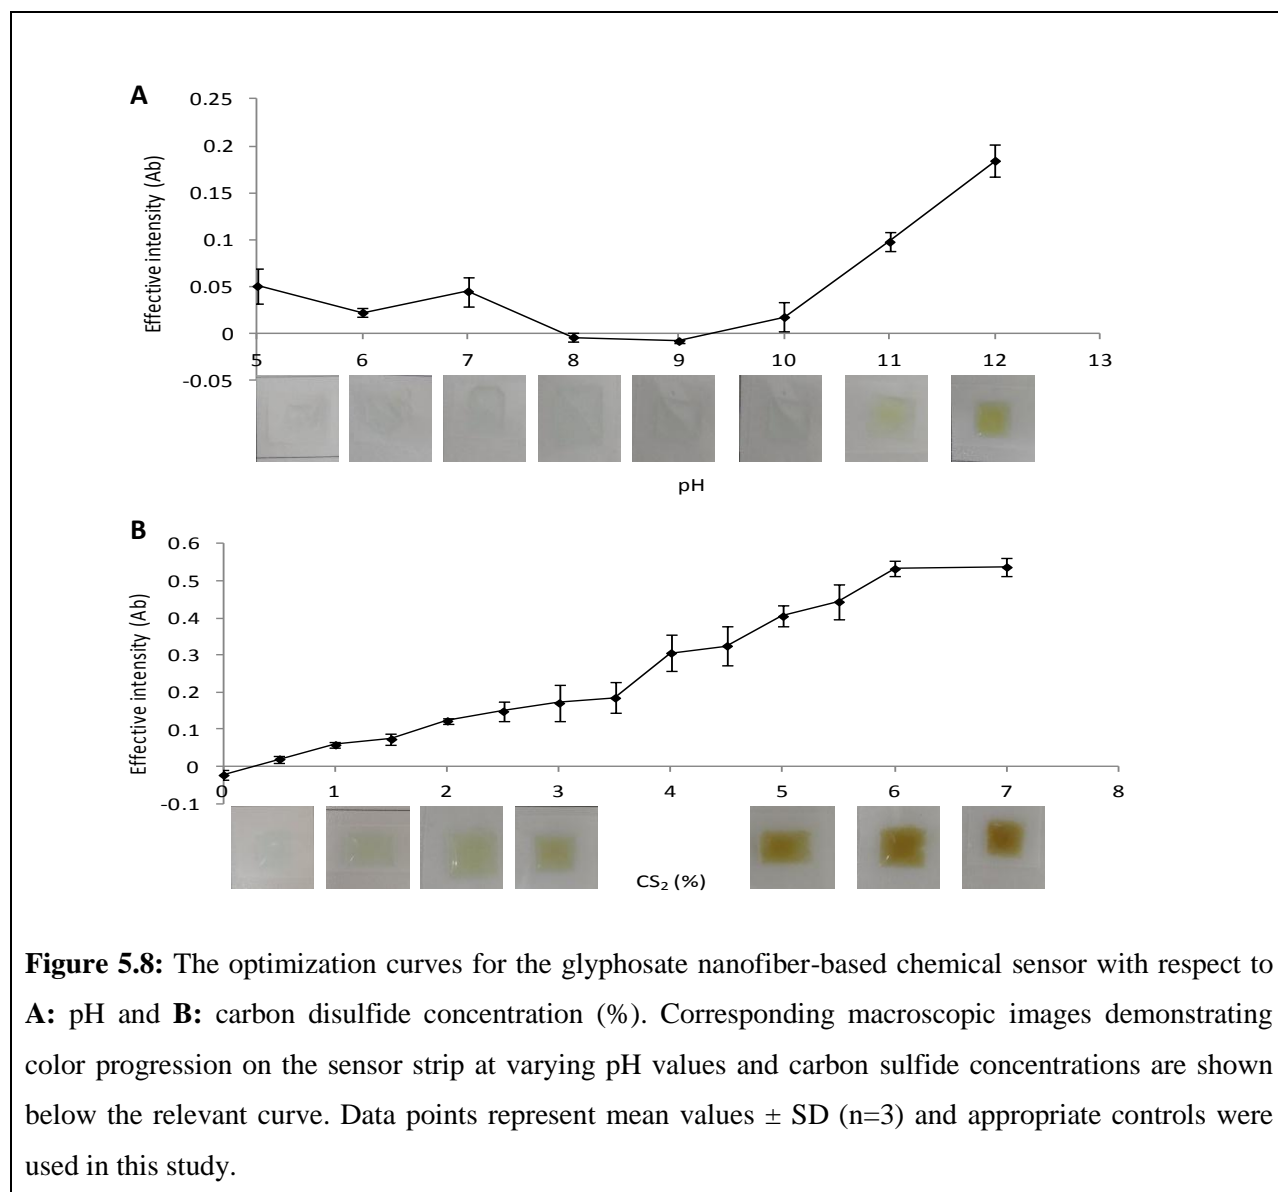 A
0.25
0.2
0.15
0.1
0.05
0
-0.05
Effective intensity (Ab)
5 6 7 8 9 10 11 12 13
pH
B
0.6
0.5
0.4
0.3
0.2
0.1
0
-0.1
Effective intensity (Ab)
0 1 2 3 4 5 6 7 8
CS₂ (%)
Figure 5.8: The optimization curves for the glyphosate nanofiber-based chemical sensor with respect to
A: pH and B: carbon disulfide concentration (%). Corresponding macroscopic images demonstrating
color progression on the sensor strip at varying pH values and carbon sulfide concentrations are shown
below the relevant curve. Data points represent mean values ± SD (n=3) and appropriate controls were
used in this study.